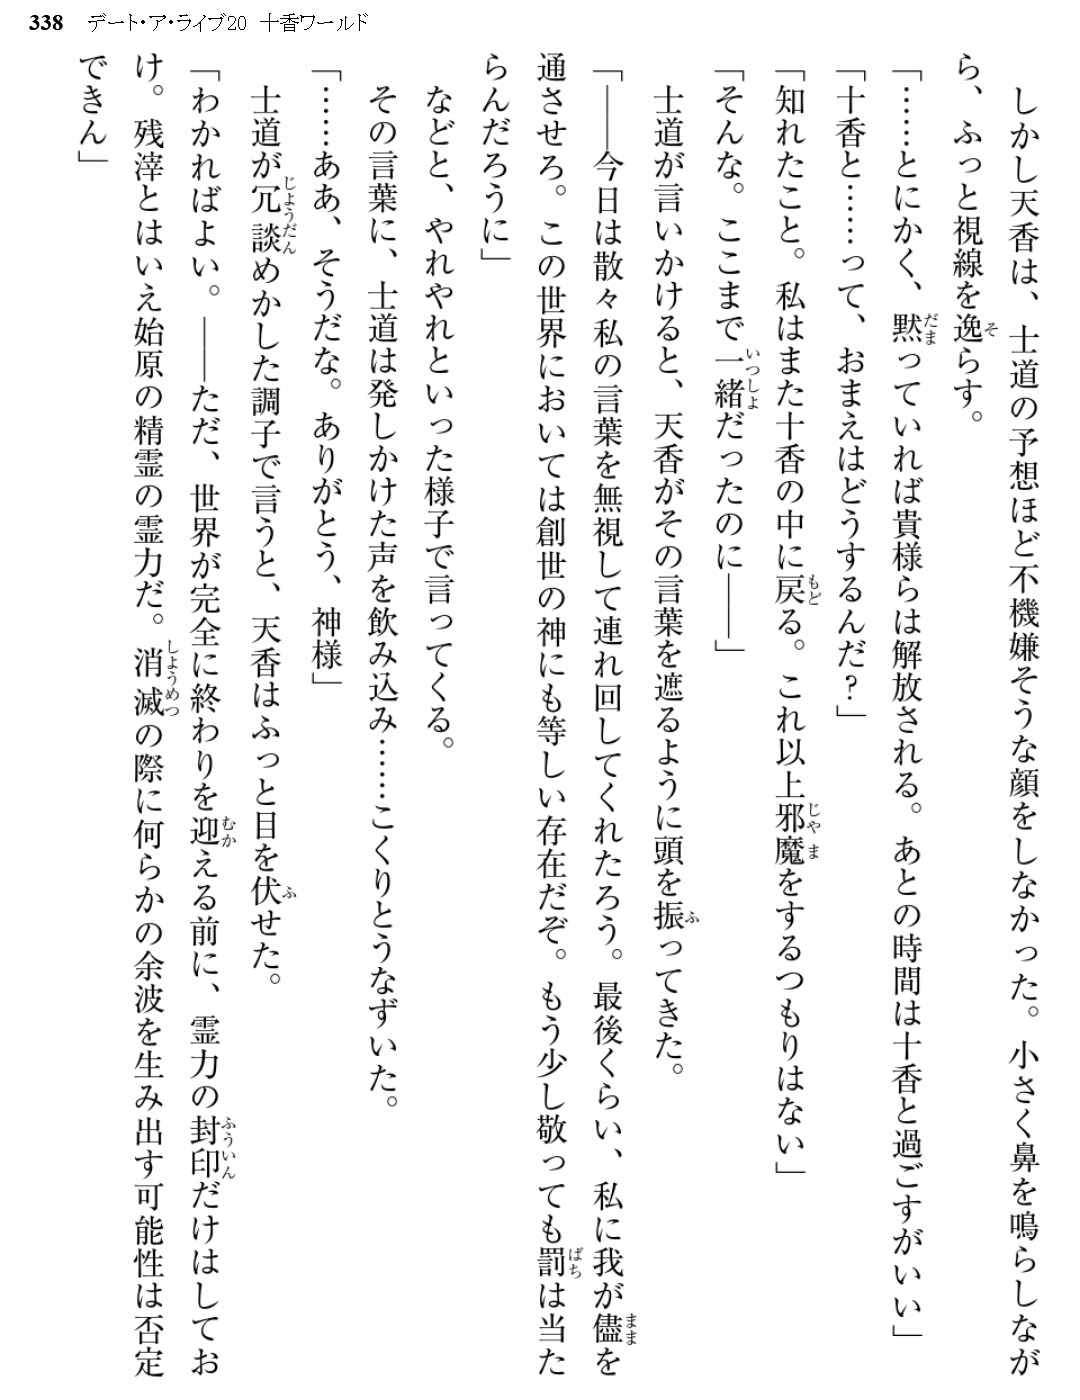 338 デート・ア・ライブ20 十香ワールド
しかし天香は、士道の予想ほど不機嫌そうな顔をしなかった。小さく鼻を鳴らしなが
ら、ふっと視線を逸らす。
「……とにかく、黙っていれば貴様らは解放される。あとの時間は十香と過ごすがいい」
「十香と……って、おまえはどうするんだ？」
「知れたこと。私はまた十香の中に戻る。これ以上邪魔をするつもりはない」
「そんな。ここまで一緒だったのに――」
士道が言いかけると、天香がその言葉を遮るように頭を振ってきた。
「――今日は散々私の言葉を無視して連れ回してくれたろう。最後くらい、私に我が儘を
通させろ。この世界においては創世の神にも等しい存在だぞ。もう少し敬っても罰は当た
らんだろうに」
などと、やれやれといった様子で言ってくる。
その言葉に、士道は発しかけた声を飲み込み……こくりとうなずいた。
「……ああ、そうだな。ありがとう、神様」
士道が冗談めかした調子で言うと、天香はふっと目を伏せた。
「わかればよい。――ただ、世界が完全に終わりを迎える前に、霊力の封印だけはしてお
け。残滓とはいえ始原の精霊の霊力だ。消滅の際に何らかの余波を生み出す可能性は否定
できん」